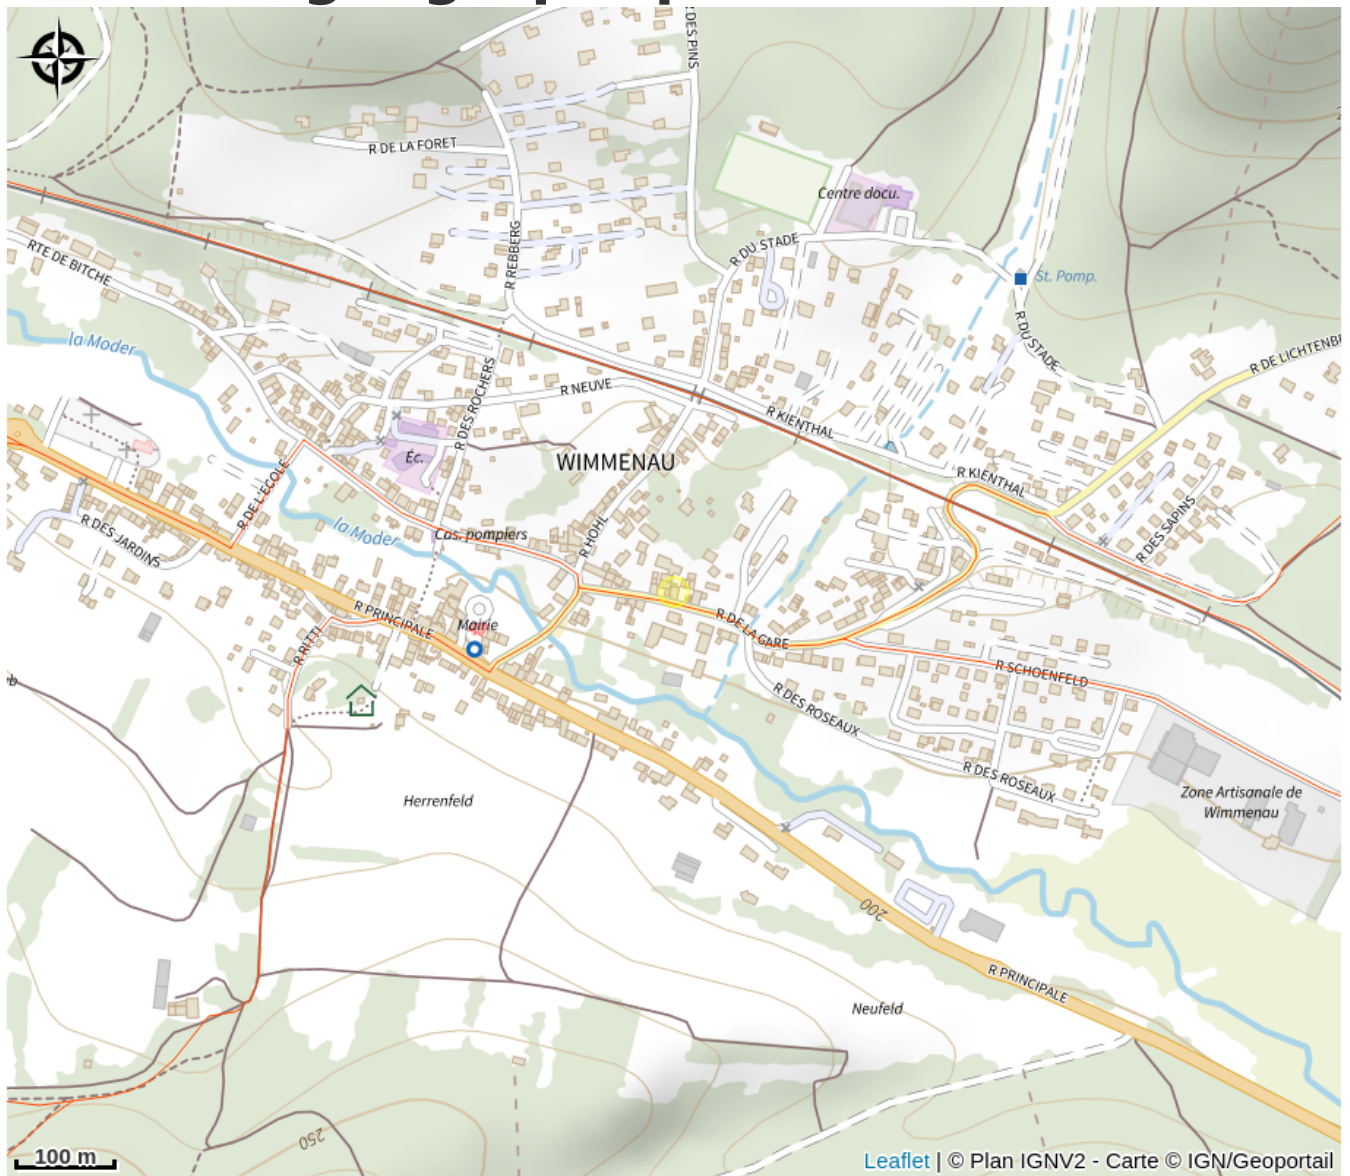 R DES PINS
R DE LA FORET
Centre docu.
R REBBERG
R DU STADE
RTE DE BITCHE
St. Pomp.
R DU STADE
la Moder
R DE LICHTENBE
R NEUVE
R DES ROCHERS
R KIENTHAL
Éc.
WIMMENAU
R KIENTHAL
R DE L'ECOLE
R DES SAPINS
la Moder
Cas. pompiers
R HOHL
R DES JARDINS
R PRINCIPALE
Mairie
R DE LA GARE
R RITTI
R SCHOENFELD
R DES ROSEAUX
R DES ROSEAUX
Herrenfeld
Zone Artisanale de
Wimmenau
200
R PRINCIPALE
Neufeld
250
100 m
Leaflet | © Plan IGNV2 - Carte © IGN/Geoportail